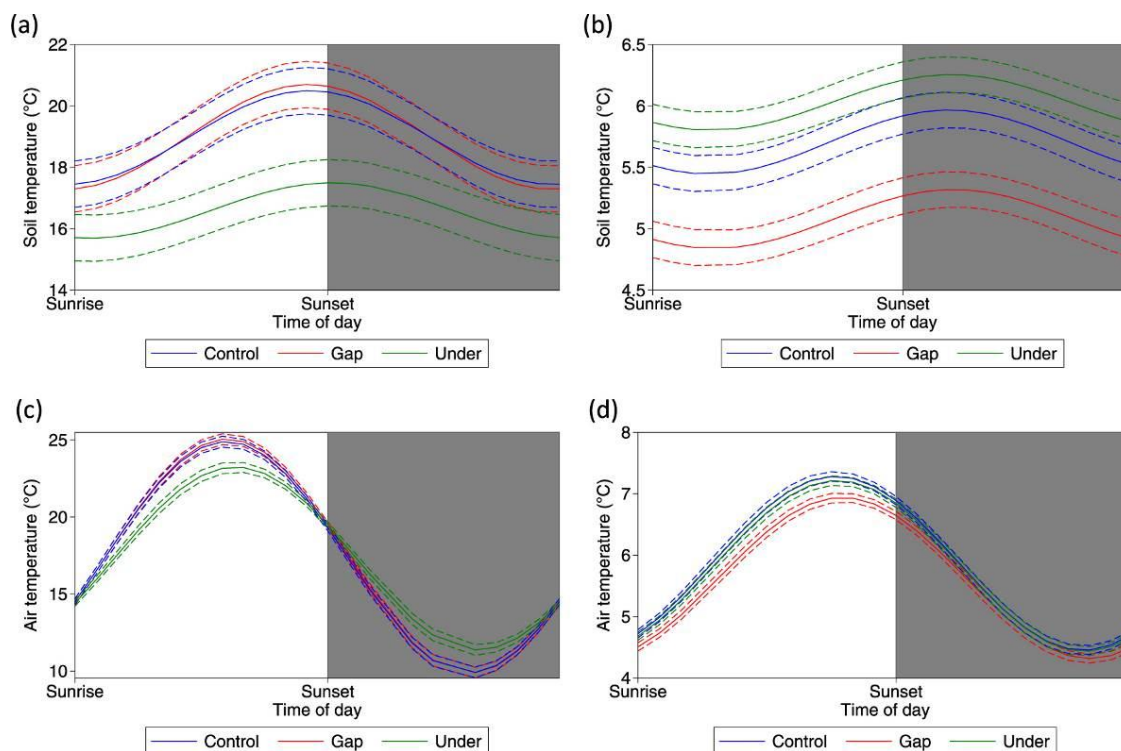 (a)
22
20
18
16
14
Soil temperature (°C)
Sunrise
Sunset
Time of day
Control Gap Under
(b)
6.5
6
5.5
5
4.5
Soil temperature (°C)
Sunrise
Sunset
Time of day
Control Gap Under
(c)
25
20
15
10
Air temperature (°C)
Sunrise
Sunset
Time of day
Control Gap Under
(d)
8
7
6
5
4
Air temperature (°C)
Sunrise
Sunset
Time of day
Control Gap Under